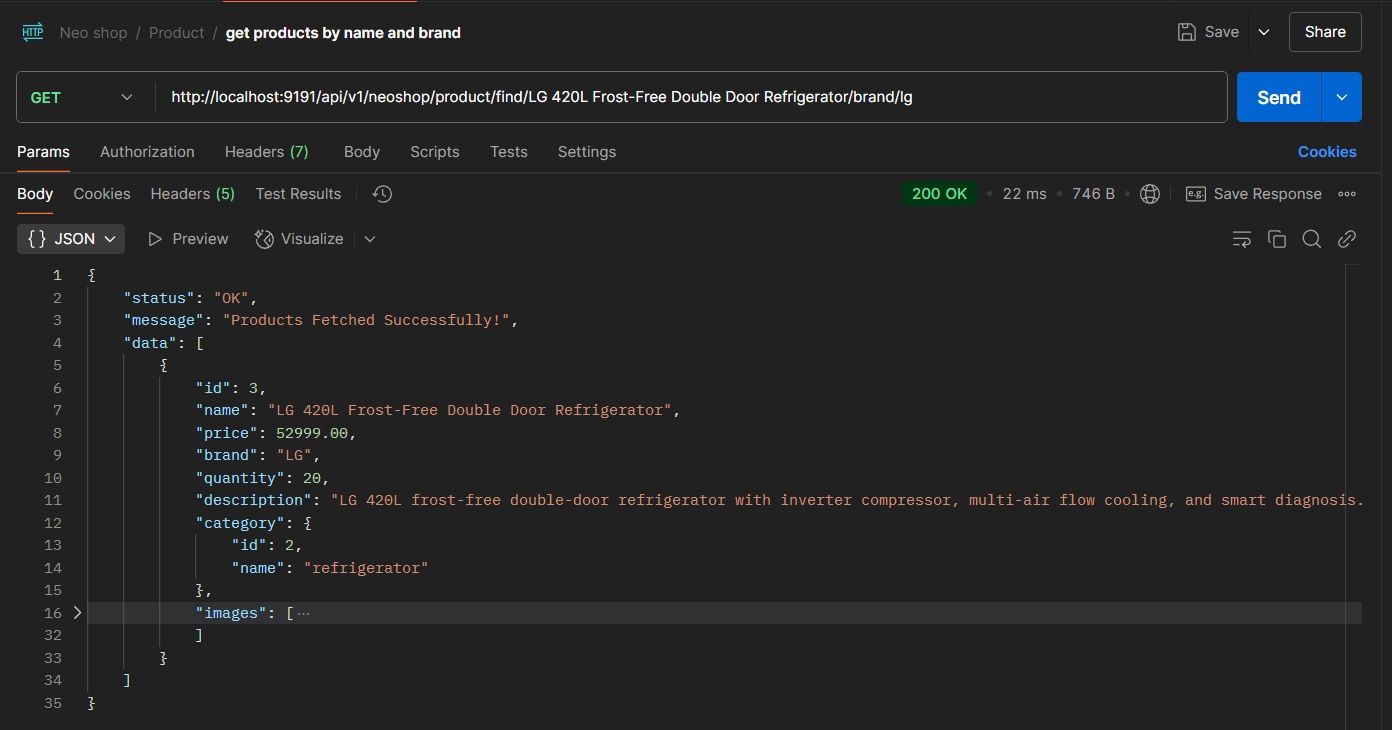 HTTP Neo shop / Product / get products by name and brand Save Share
GET http://localhost:9191/api/v1/neoshop/product/find/LG 420L Frost-Free Double Door Refrigerator/brand/lg Send
Params Authorization Headers (7) Body Scripts Tests Settings Cookies
Body Cookies Headers (5) Test Results 200 OK • 22 ms • 746 B • e.g. Save Response
{} JSON Preview Visualize
1 {
2 "status": "OK",
3 "message": "Products Fetched Successfully!",
4 "data": [
5 {
6 "id": 3,
7 "name": "LG 420L Frost-Free Double Door Refrigerator",
8 "price": 52999.00,
9 "brand": "LG",
10 "quantity": 20,
11 "description": "LG 420L frost-free double-door refrigerator with inverter compressor, multi-air flow cooling, and smart diagnosis.
12 "category": {
13 "id": 2,
14 "name": "refrigerator"
15 },
16 "images": [ ···
32 ]
33 }
34 ]
35 }